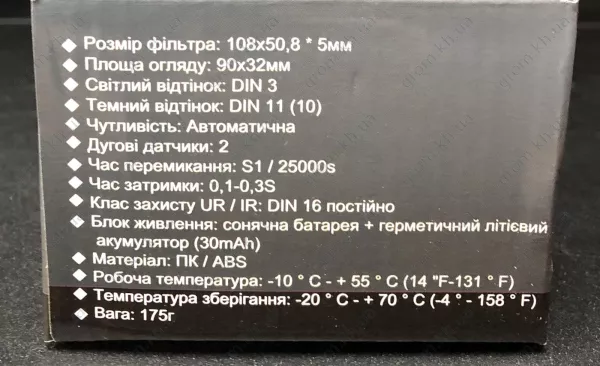 ◆ Розмір фільтра: 108x50,8 * 5мм
◆ Площа огляду: 90x32мм
◆ Світлий відтінок: DIN 3
◆ Темний відтінок: DIN 11 (10)
◆ Чутливість: Автоматична
◆ Дугові датчики: 2
◆ Час перемикання: S1 / 25000s
◆ Час затримки: 0,1-0,3S
◆ Клас захисту UR / IR: DIN 16 постійно
◆ Блок живлення: сонячна батарея + герметичний літієвий
акумулятор (30mAh)
◆ Матеріал: ПК / ABS
◆ Робоча температура: -10 ° C - + 55 ° C (14 "F-131 ° F)
◆ Температура зберігання: -20 ° C - + 70 ° C (-4 ° - 158 ° F)
◆ Вага: 175г